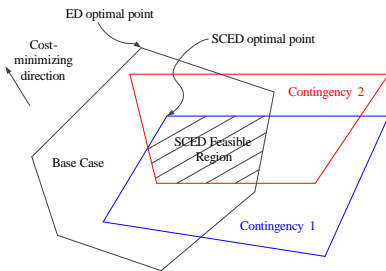 ED optimal point
Cost-
minimizing
direction
SCED optimal point
Contingency 2
SCED Feasible
Region
Base Case
Contingency 1